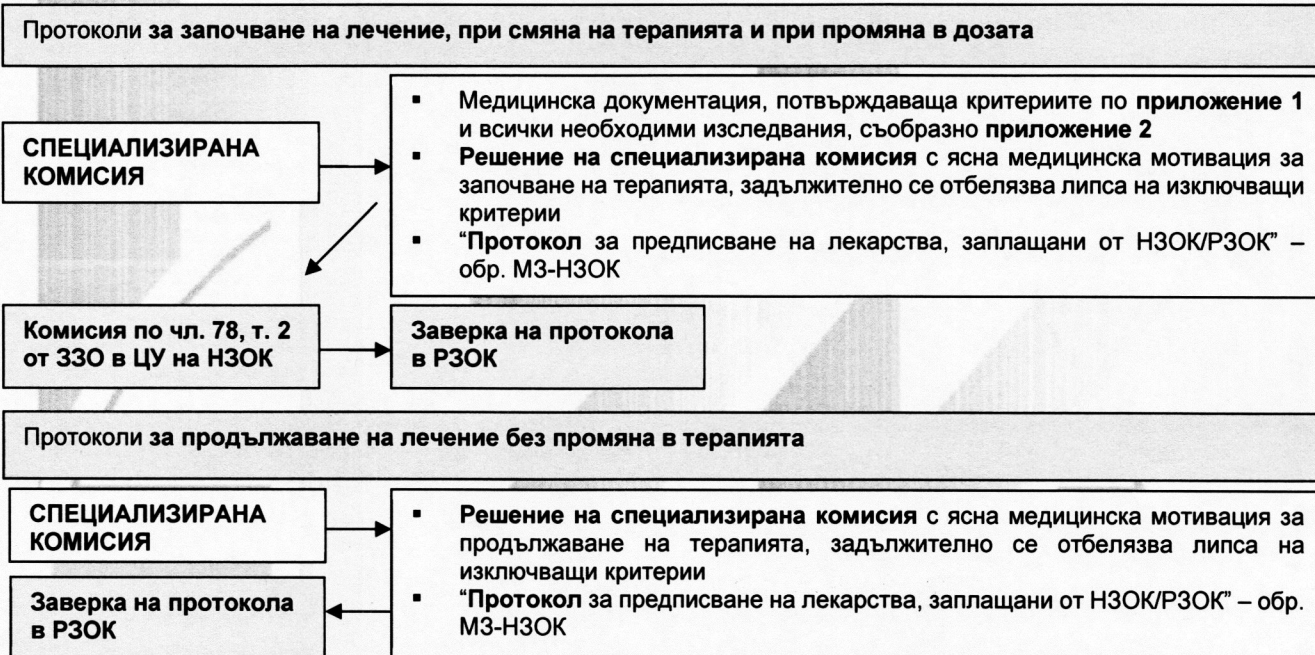 Протоколи за започване на лечение, при смяна на терапията и при промяна в дозата
СПЕЦИАЛИЗИРАНА
КОМИСИЯ
▪ Медицинска документация, потвърждаваща критериите по приложение 1
и всички необходими изследвания, съобразно приложение 2
▪ Решение на специализирана комисия с ясна медицинска мотивация за
започване на терапията, задължително се отбелязва липса на изключващи
критерии
▪ “Протокол за предписване на лекарства, заплащани от НЗОК/РЗОК” –
обр. МЗ-НЗОК
Комисия по чл. 78, т. 2
от ЗЗО в ЦУ на НЗОК
Заверка на протокола
в РЗОК
Протоколи за продължаване на лечение без промяна в терапията
СПЕЦИАЛИЗИРАНА
КОМИСИЯ
▪ Решение на специализирана комисия с ясна медицинска мотивация за
продължаване на терапията, задължително се отбелязва липса на
изключващи критерии
▪ “Протокол за предписване на лекарства, заплащани от НЗОК/РЗОК” – обр.
МЗ-НЗОК
Заверка на протокола
в РЗОК